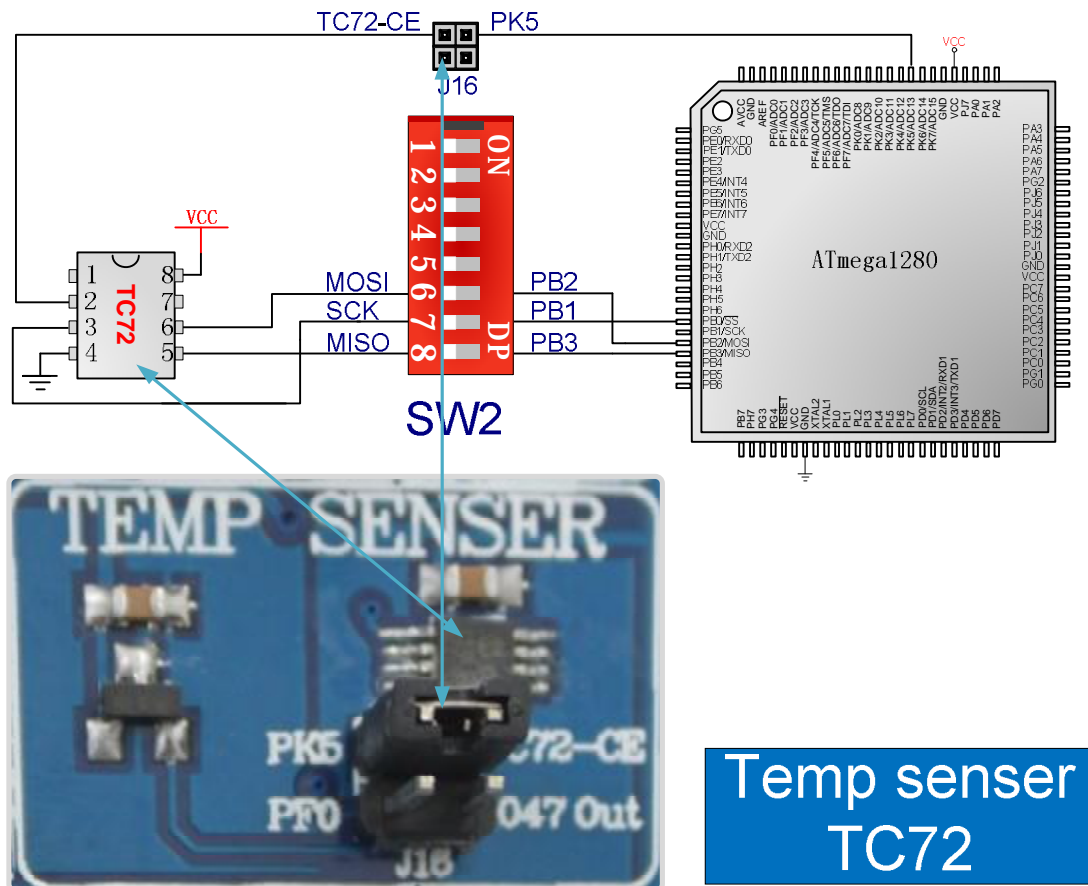 TC72-CE
PK5
J16
VCC
ON
1
2
3
4
5
6
7
8
DP
SW2
VCC
TC72
1
2
3
4
8
7
6
5
MOSI
SCK
MISO
PB2
PB1
PB3
ATmega1280
AVCC
GND
AREF
PF0/ADC0
PF1/ADC1
PF2/ADC2
PF3/ADC3
PF4/ADC4/TCK
PF5/ADC5/TMS
PF6/ADC6/TDO
PF7/ADC7/TDI
PK0/ADC8
PK1/ADC9
PK2/ADC10
PK3/ADC11
PK4/ADC12
PK5/ADC13
PK6/ADC14
PK7/ADC15
GND
VCC
PJ7
PA0
PA1
PA2
PG5
PE0/RXD0
PE1/TXD0
PE2
PE3
PE4/INT4
PE5/INT5
PE6/INT6
PE7/INT7
VCC
GND
PH0/RXD2
PH1/TXD2
PH2
PH3
PH4
PH5
PH6
PB0/SS
PB1/SCK
PB2/MOSI
PB3/MISO
PB4
PB5
PB6
PA3
PA4
PA5
PA6
PA7
PG2
PJ6
PJ5
PJ4
PJ3
PJ2
PJ1
PJ0
GND
VCC
PC7
PC6
PC5
PC4
PC3
PC2
PC1
PC0
PG1
PG0
PB7
PH7
PG3
PG4
RESET
VCC
GND
XTAL2
XTAL1
PL0
PL1
PL2
PL3
PL4
PL5
PL6
PL7
PD0/SCL
PD1/SDA
PD2/INT2/RXD1
PD3/INT3/TXD1
PD4
PD5
PD6
PD7
TEMP SENSER
PK5
C72-CE
PF0
047 Out
J16
Temp senser
TC72